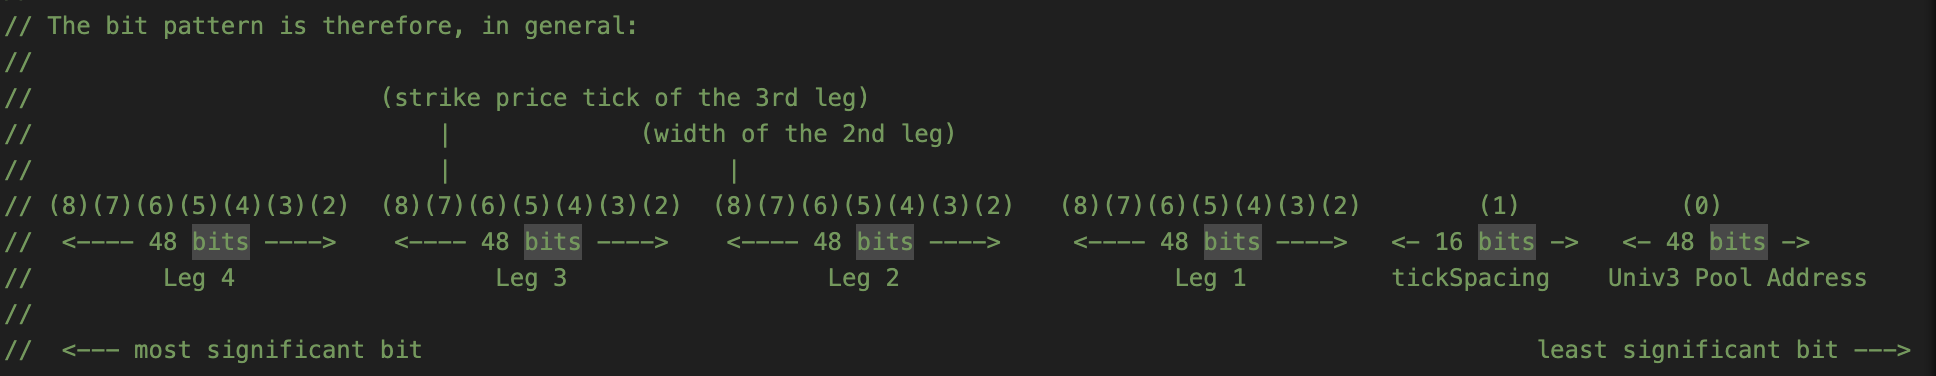 // The bit pattern is therefore, in general:
//
//                        (strike price tick of the 3rd leg)
//                            |             (width of the 2nd leg)
//                            |                   |
// (8)(7)(6)(5)(4)(3)(2)  (8)(7)(6)(5)(4)(3)(2)  (8)(7)(6)(5)(4)(3)(2)   (8)(7)(6)(5)(4)(3)(2)        (1)           (0)
//  <---- 48 bits ---->    <---- 48 bits ---->    <---- 48 bits ---->     <---- 48 bits ---->   <- 16 bits ->   <- 48 bits ->
//         Leg 4                  Leg 3                  Leg 2                   Leg 1          tickSpacing    Univ3 Pool Address
//
//  <--- most significant bit                                                                             least significant bit --->